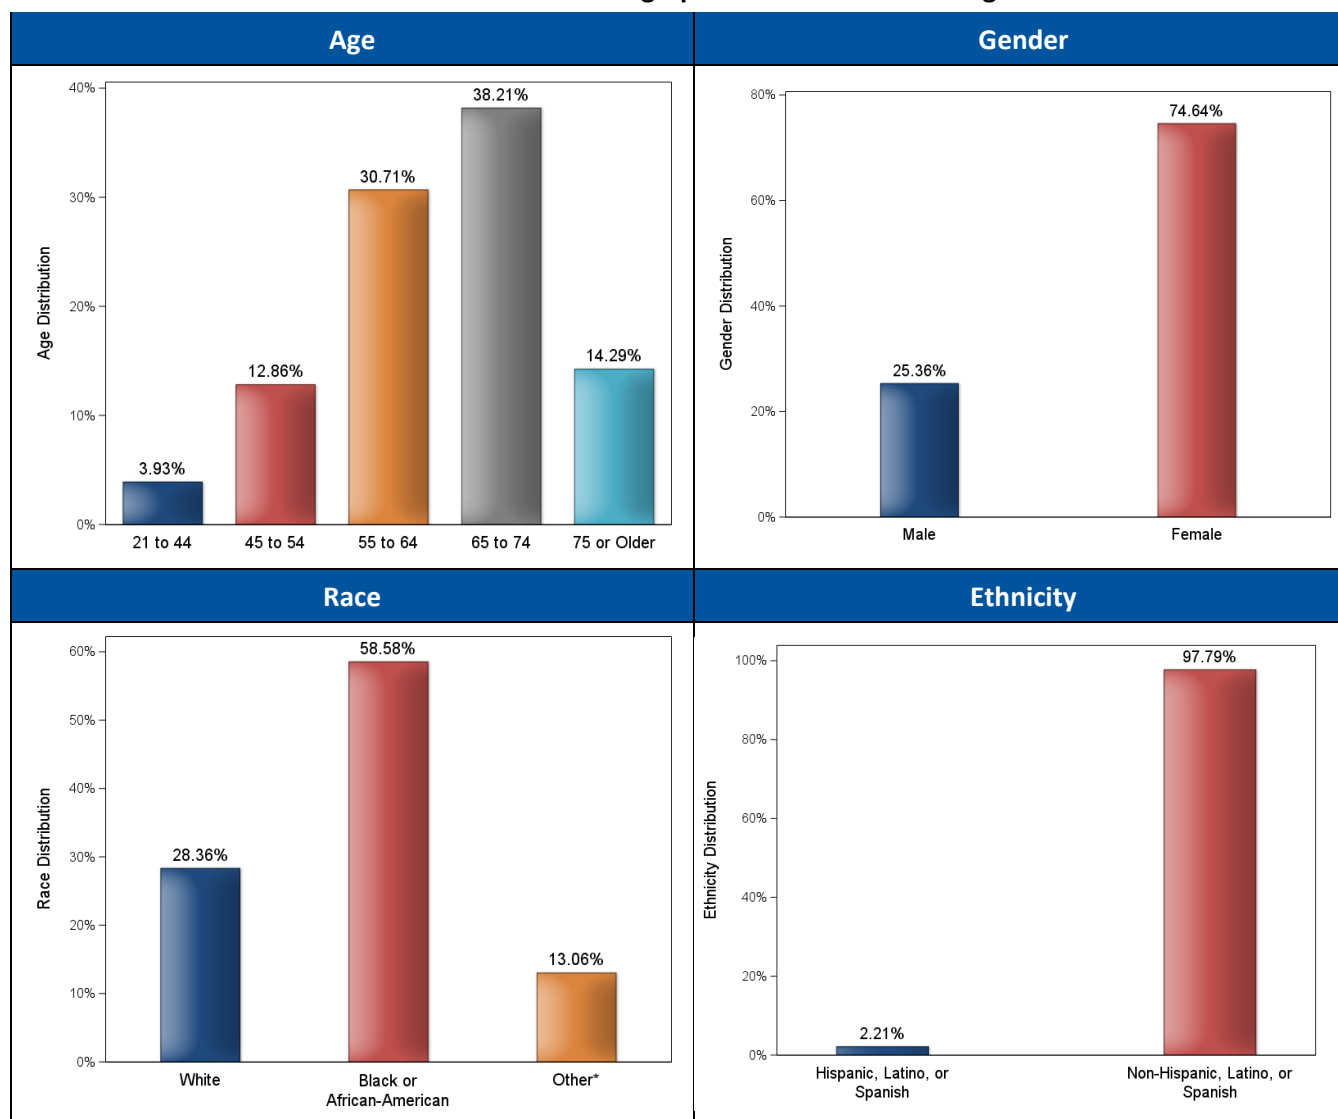 Age
Gender
40%
30%
20%
10%
0%
Age Distribution
3.93%
12.86%
30.71%
38.21%
14.29%
21 to 44
45 to 54
55 to 64
65 to 74
75 or Older
80%
60%
40%
20%
0%
Gender Distribution
25.36%
74.64%
Male
Female
Race
Ethnicity
60%
50%
40%
30%
20%
10%
0%
Race Distribution
28.36%
58.58%
13.06%
White
Black or
African-American
Other*
100%
80%
60%
40%
20%
0%
Ethnicity Distribution
2.21%
97.79%
Hispanic, Latino, or
Spanish
Non-Hispanic, Latino, or
Spanish